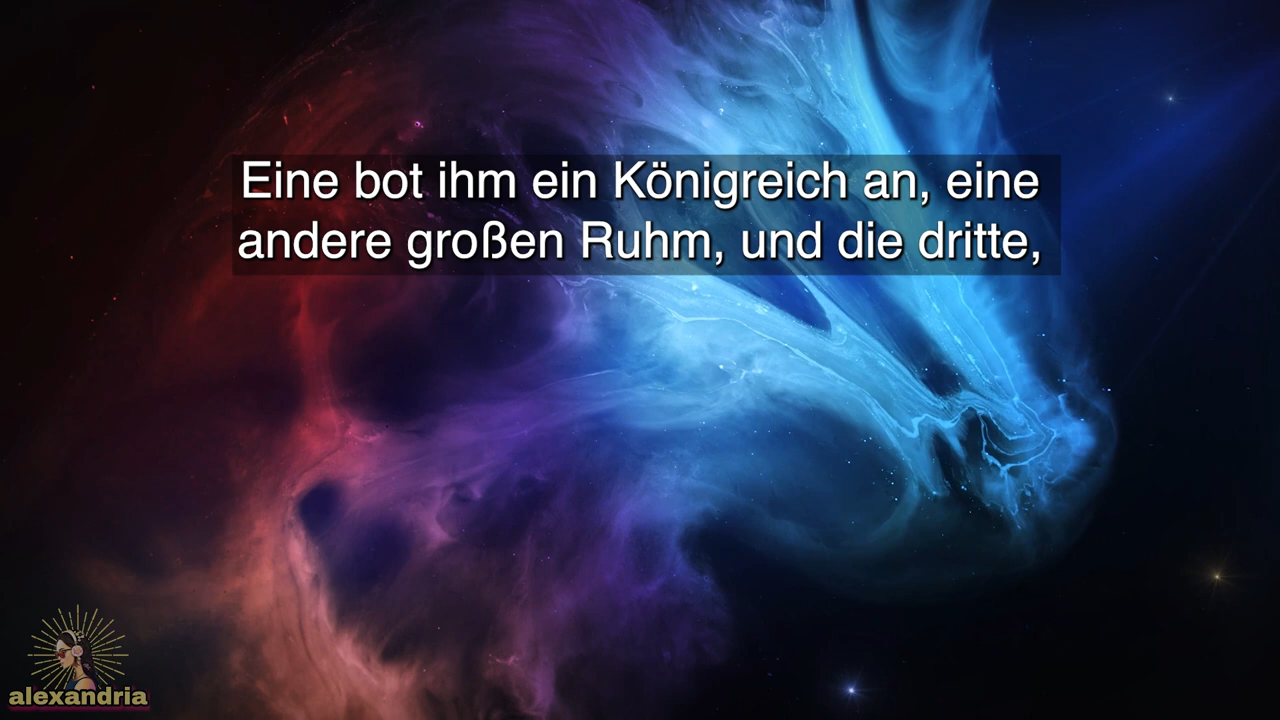 Eine bot ihm ein Königreich an, eine
andere großen Ruhm, und die dritte,
alexandria